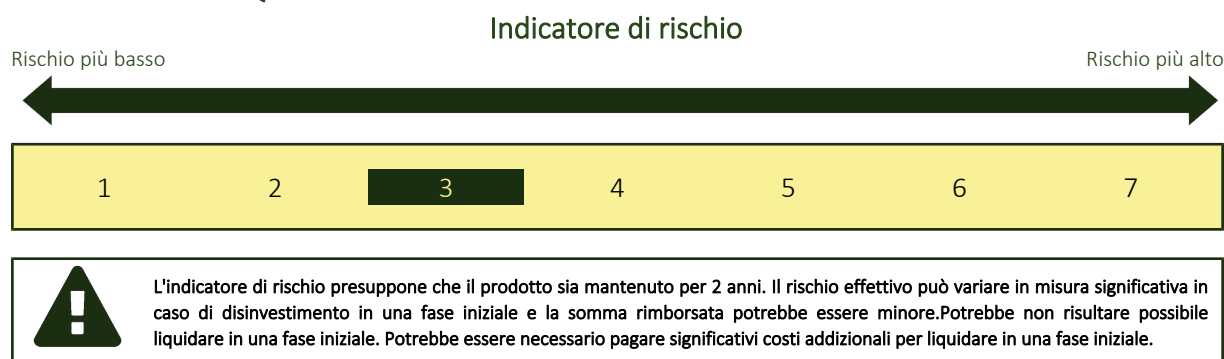 Indicatore di rischio
Rischio più basso
Rischio più alto
1 2 3 4 5 6 7
L'indicatore di rischio presuppone che il prodotto sia mantenuto per 2 anni. Il rischio effettivo può variare in misura significativa in
caso di disinvestimento in una fase iniziale e la somma rimborsata potrebbe essere minore.Potrebbe non risultare possibile
liquidare in una fase iniziale. Potrebbe essere necessario pagare significativi costi addizionali per liquidare in una fase iniziale.